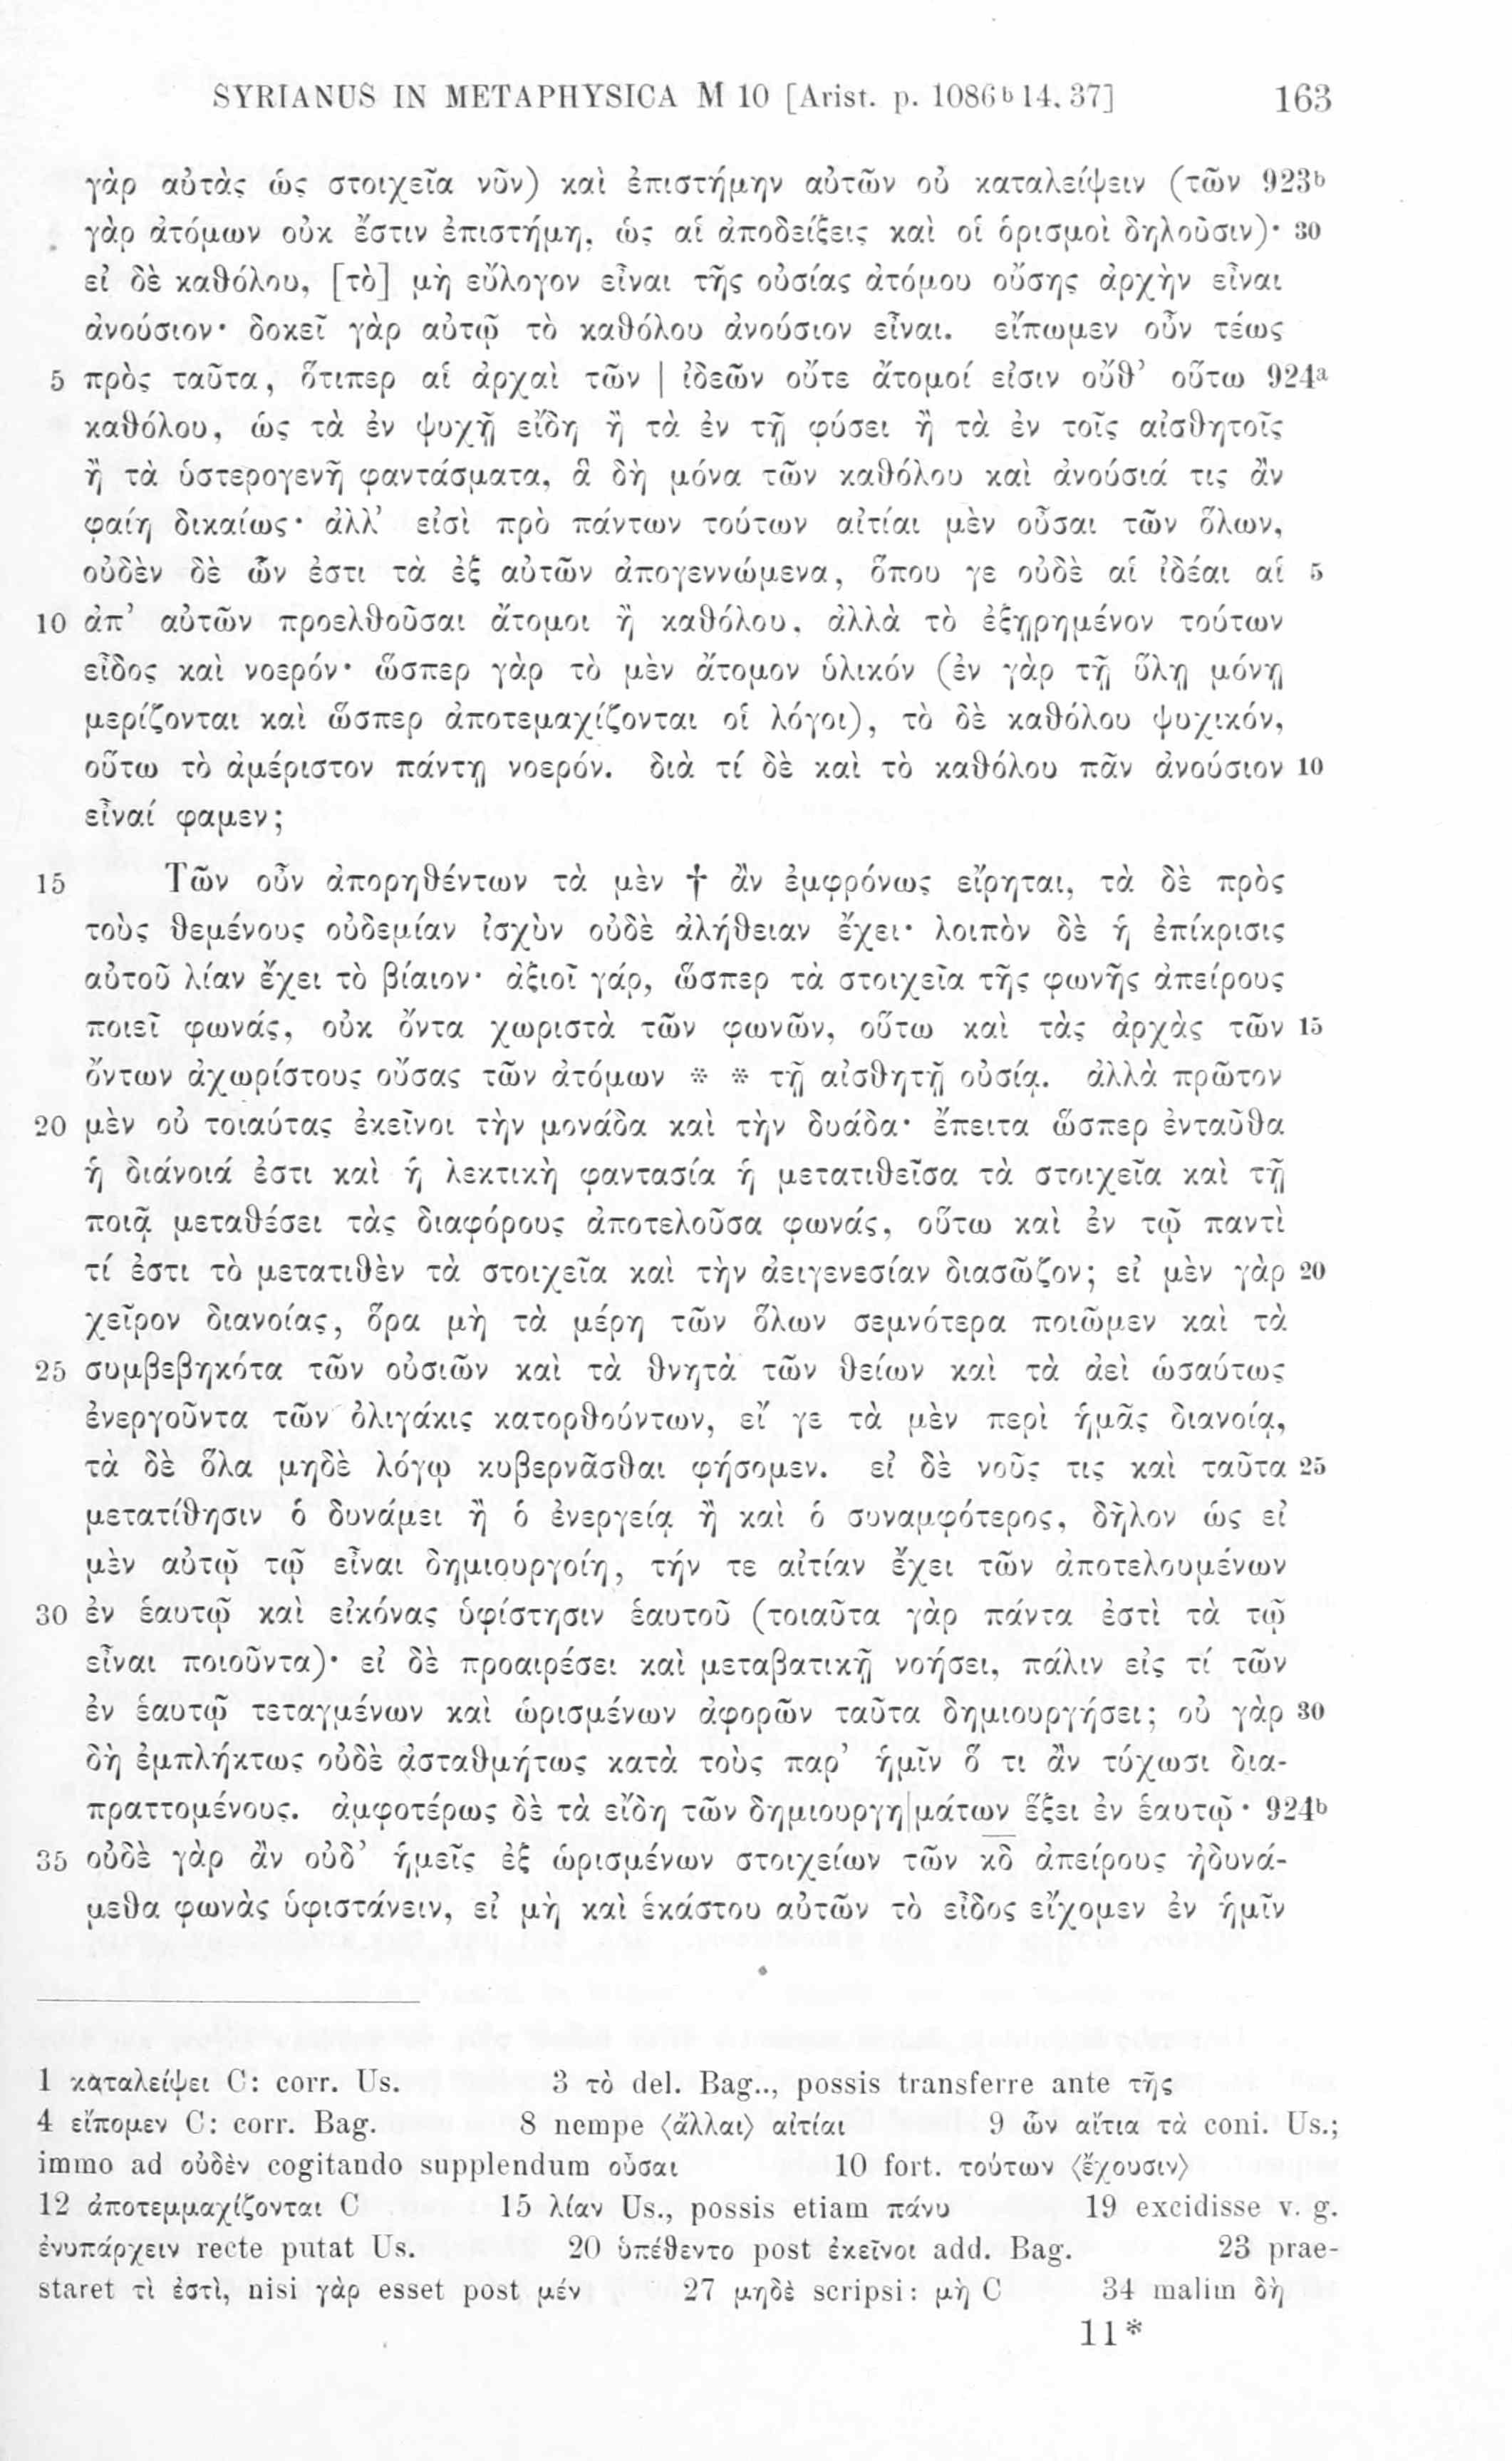 SYRIANUS IN METAPHYSICA M 10 [Arist. p. 1086ᵇ14. 37] 163
γὰρ αὐτὰς ὡς στοιχεῖα νῦν) καὶ ἐπιστήμην αὐτῶν οὐ καταλείψειν (τῶν 923ᵇ
γὰρ ἀτόμων οὐκ ἔστιν ἐπιστήμη, ὡς αἱ ἀποδείξεις καὶ οἱ ὁρισμοὶ δηλοῦσιν)· 30
εἰ δὲ καθόλου, [τὸ] μὴ εὔλογον εἶναι τῆς οὐσίας ἀτόμου οὔσης ἀρχὴν εἶναι
ἀνούσιον· δοκεῖ γὰρ αὐτῷ τὸ καθόλου ἀνούσιον εἶναι. εἴπωμεν οὖν τέως
5 πρὸς ταῦτα, ὅτιπερ αἱ ἀρχαὶ τῶν | ἰδεῶν οὔτε ἄτομοί εἰσιν οὔθ’ οὕτω 924ᵃ
καθόλου, ὡς τὰ ἐν ψυχῇ εἴδη ἢ τὰ ἐν τῇ φύσει ἢ τὰ ἐν τοῖς αἰσθητοῖς
ἢ τὰ ὑστερογενῆ φαντάσματα, ἃ δὴ μόνα τῶν καθόλου καὶ ἀνούσιά τις ἂν
φαίη δικαίως· ἀλλ’ εἰσὶ πρὸ πάντων τούτων αἰτίαι μὲν οὖσαι τῶν ὅλων,
οὐδὲν δὲ ὧν ἐστι τὰ ἐξ αὐτῶν ἀπογεννώμενα, ὅπου γε οὐδὲ αἱ ἰδέαι αἱ 5
10 ἀπ’ αὐτῶν προελθοῦσαι ἄτομοι ἢ καθόλου, ἀλλὰ τὸ ἐξῃρημένον τούτων
εἶδος καὶ νοερόν· ὥσπερ γὰρ τὸ μὲν ἄτομον ὑλικόν (ἐν γὰρ τῇ ὕλῃ μόνῃ
μερίζονται καὶ ὥσπερ ἀποτεμαχίζονται οἱ λόγοι), τὸ δὲ καθόλου ψυχικόν,
οὕτω τὸ ἀμέριστον πάντῃ νοερόν. διὰ τί δὲ καὶ τὸ καθόλου πᾶν ἀνούσιον 10
εἶναί φαμεν;
15 Τῶν οὖν ἀπορηθέντων τὰ μὲν † ἂν ἐμφρόνως εἴρηται, τὰ δὲ πρὸς
τοὺς θεμένους οὐδεμίαν ἰσχὺν οὐδὲ ἀλήθειαν ἔχει· λοιπὸν δὲ ἡ ἐπίκρισις
αὐτοῦ λίαν ἔχει τὸ βίαιον· ἀξιοῖ γάρ, ὥσπερ τὰ στοιχεῖα τῆς φωνῆς ἀπείρους
ποιεῖ φωνάς, οὐκ ὄντα χωριστὰ τῶν φωνῶν, οὕτω καὶ τὰς ἀρχὰς τῶν 15
ὄντων ἀχωρίστους οὔσας τῶν ἀτόμων * * τῇ αἰσθητῇ οὐσίᾳ. ἀλλὰ πρῶτον
20 μὲν οὐ τοιαύτας ἐκεῖνοι τὴν μονάδα καὶ τὴν δυάδα· ἔπειτα ὥσπερ ἐνταῦθα
ἡ διάνοιά ἐστι καὶ ἡ λεκτικὴ φαντασία ἡ μετατιθεῖσα τὰ στοιχεῖα καὶ τῇ
ποιᾷ μεταθέσει τὰς διαφόρους ἀποτελοῦσα φωνάς, οὕτω καὶ ἐν τῷ παντὶ
τί ἐστι τὸ μετατιθὲν τὰ στοιχεῖα καὶ τὴν ἀειγενεσίαν διασῶζον; εἰ μὲν γὰρ 20
χεῖρον διανοίας, ὅρα μὴ τὰ μέρη τῶν ὅλων σεμνότερα ποιῶμεν καὶ τὰ
25 συμβεβηκότα τῶν οὐσιῶν καὶ τὰ θνητὰ τῶν θείων καὶ τὰ ἀεὶ ὡσαύτως
ἐνεργοῦντα τῶν ὀλιγάκις κατορθούντων, εἴ γε τὰ μὲν περὶ ἡμᾶς διανοίᾳ,
τὰ δὲ ὅλα μηδὲ λόγῳ κυβερνᾶσθαι φήσομεν. εἰ δὲ νοῦς τις καὶ ταῦτα 25
μετατίθησιν ὁ δυνάμει ἢ ὁ ἐνεργείᾳ ἢ καὶ ὁ συναμφότερος, δῆλον ὡς εἰ
μὲν αὐτῷ τῷ εἶναι δημιουργοίη, τήν τε αἰτίαν ἔχει τῶν ἀποτελουμένων
30 ἐν ἑαυτῷ καὶ εἰκόνας ὑφίστησιν ἑαυτοῦ (τοιαῦτα γὰρ πάντα ἐστὶ τὰ τῷ
εἶναι ποιοῦντα)· εἰ δὲ προαιρέσει καὶ μεταβατικῇ νοήσει, πάλιν εἰς τί τῶν
ἐν ἑαυτῷ τεταγμένων καὶ ὡρισμένων ἀφορῶν ταῦτα δημιουργήσει; οὐ γὰρ 30
δὴ ἐμπλήκτως οὐδὲ ἀσταθμήτως κατὰ τοὺς παρ’ ἡμῖν ὅ τι ἂν τύχωσι δια-
πραττομένους. ἀμφοτέρως δὲ τὰ εἴδη τῶν δημιουργη|μάτων ἕξει ἐν ἑαυτῷ· 924ᵇ
35 οὐδὲ γὰρ ἂν οὐδ’ ἡμεῖς ἐξ ὡρισμένων στοιχείων τῶν κ̅δ̅ ἀπείρους ἠδυνά-
μεθα φωνὰς ὑφιστάνειν, εἰ μὴ καὶ ἑκάστου αὐτῶν τὸ εἶδος εἴχομεν ἐν ἡμῖν
1 καταλείψει C: corr. Us. 3 τὸ del. Bag.., possis transferre ante τῆς
4 εἴπομεν C: corr. Bag. 8 nempe ⟨ἄλλαι⟩ αἰτίαι 9 ὧν αἴτια τὰ coni. Us.;
immo ad οὐδὲν cogitando supplendum οὖσαι 10 fort. τούτων ⟨ἔχουσιν⟩
12 ἀποτεμμαχίζονται C 15 λίαν Us., possis etiam πάνυ 19 excidisse v. g.
ἐνυπάρχειν recte putat Us. 20 ὑπέθεντο post ἐκεῖνοι add. Bag. 23 prae-
staret τὶ ἐστὶ, nisi γὰρ esset post μέν 27 μηδὲ scripsi: μὴ C 34 malim δὴ
11*